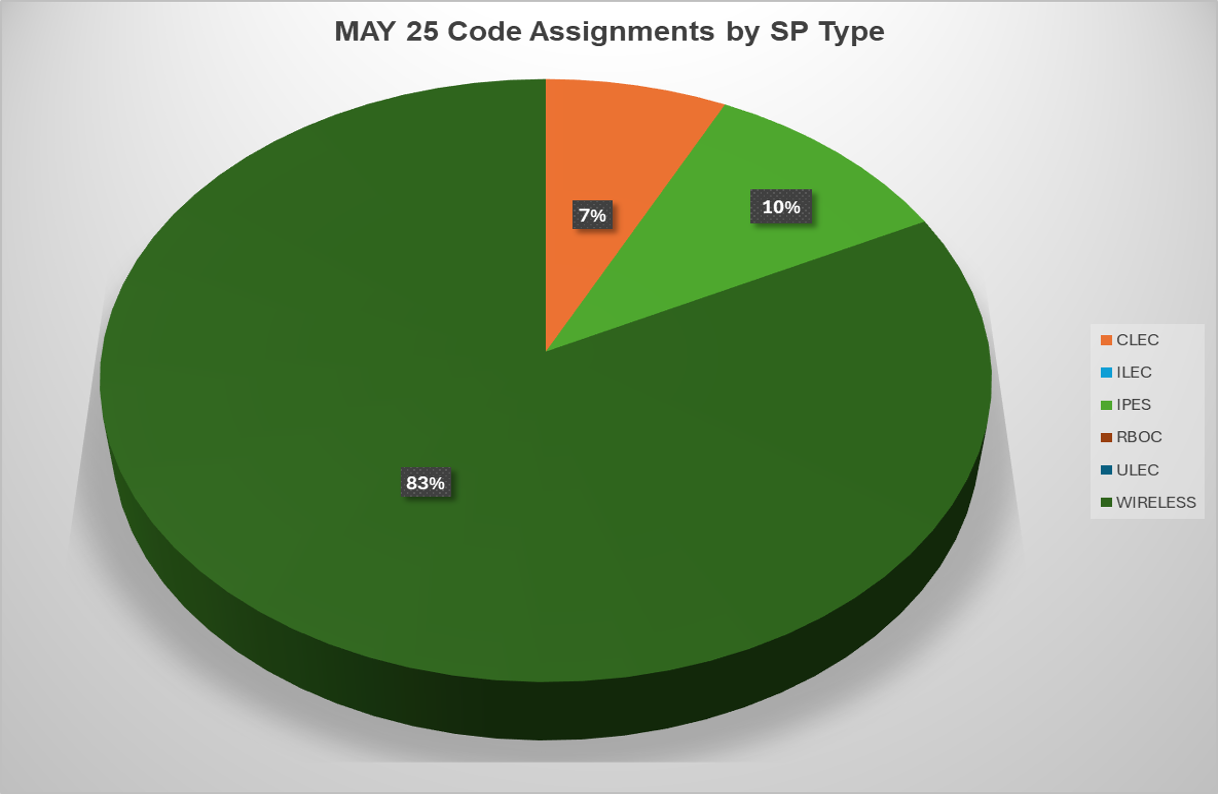 MAY 25 Code Assignments by SP Type
7%
10%
83%
CLEC
ILEC
IPES
RBOC
ULEC
WIRELESS